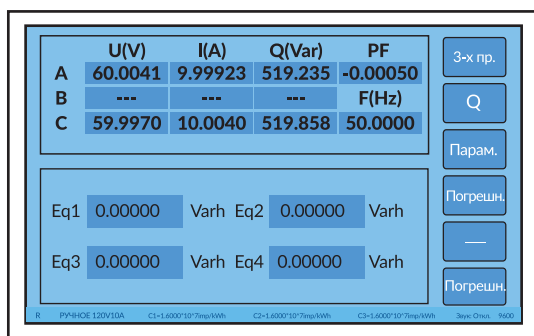 U(V) I(A) Q(Var) PF
A 60.0041 9.99923 519.235 -0.00050
B --- --- --- F(Hz)
C 59.9970 10.0040 519.858 50.0000
Eq1 0.00000 Varh Eq2 0.00000 Varh
Eq3 0.00000 Varh Eq4 0.00000 Varh
3-х пр.
Q
Парам.
Погрешн.
—
Погрешн.
R РУЧНОЕ 120V10A C1=1.6000*10^7imp/kWh C2=1.6000*10^7imp/kWh C3=1.6000*10^7imp/kWh Звук: Откл. 9600